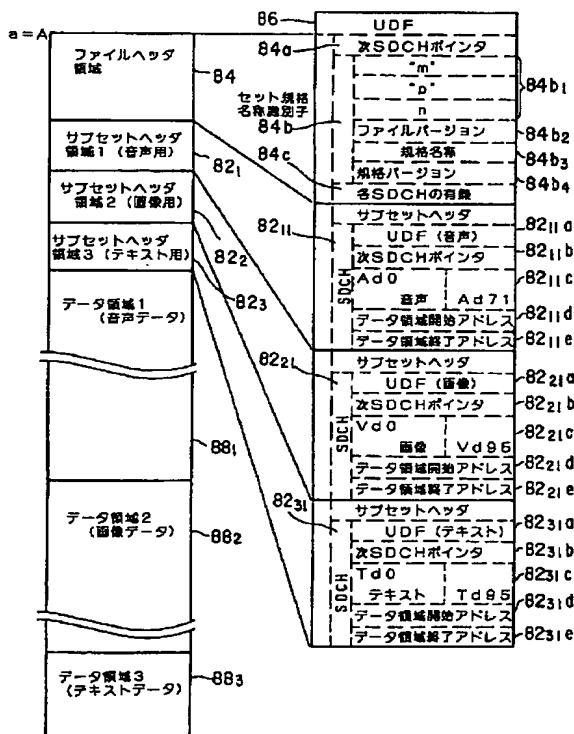 a=A
ファイルヘッダ
領域
84
サブセットヘッダ
領域1(音声用)
82₁
サブセットヘッダ
領域2(画像用)
82₂
サブセットヘッダ
領域3(テキスト用)
82₃
データ領域1
(音声データ)
88₁
データ領域2
(画像データ)
88₂
データ領域3
(テキストデータ)
88₃
86
UDF
84a
次SDCHポインタ
セット規格
名称識別子
84b
"m"
"p"
n
84b₁
ファイルバージョン
84b₂
規格名称
84b₃
規格バージョン
84b₄
84c
各SDCHの有無
サブセットヘッダ
82₁₁
SDCH
UDF(音声)
82₁₁a
次SDCHポインタ
82₁₁b
Ad0
音声
Ad71
82₁₁c
データ領域開始アドレス
82₁₁d
データ領域終了アドレス
82₁₁e
サブセットヘッダ
82₂₁
SDCH
UDF(画像)
82₂₁a
次SDCHポインタ
82₂₁b
Vd0
画像
Vd95
82₂₁c
データ領域開始アドレス
82₂₁d
データ領域終了アドレス
82₂₁e
サブセットヘッダ
82₃₁
SDCH
UDF(テキスト)
82₃₁a
次SDCHポインタ
82₃₁b
Td0
テキスト
Td95
82₃₁c
データ領域開始アドレス
82₃₁d
データ領域終了アドレス
82₃₁e